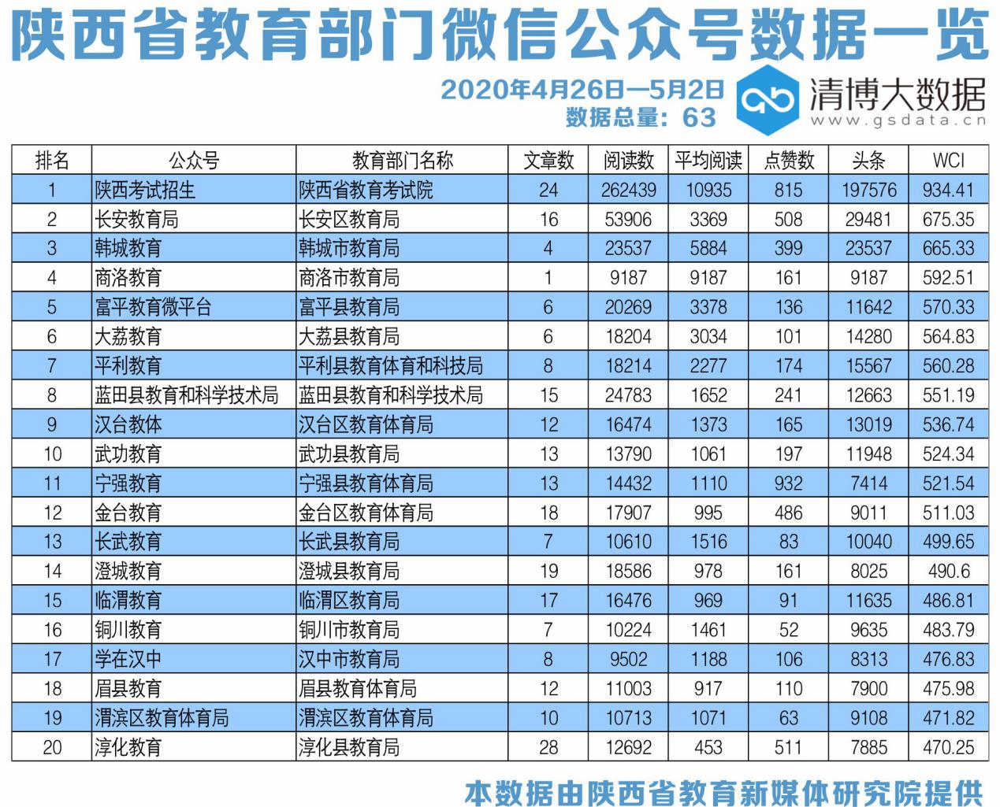 陕西省教育部门微信公众号数据一览
2020年4月26日—5月2日
数据总量：63
清博大数据
www.gsdata.cn
排名 公众号 教育部门名称 文章数 阅读数 平均阅读 点赞数 头条 WCI
1 陕西考试招生 陕西省教育考试院 24 262439 10935 815 197576 934.41
2 长安教育局 长安区教育局 16 53906 3369 508 29481 675.35
3 韩城教育 韩城市教育局 4 23537 5884 399 23537 665.33
4 商洛教育 商洛市教育局 1 9187 9187 161 9187 592.51
5 富平教育微平台 富平县教育局 6 20269 3378 136 11642 570.33
6 大荔教育 大荔县教育局 6 18204 3034 101 14280 564.83
7 平利教育 平利县教育体育和科技局 8 18214 2277 174 15567 560.28
8 蓝田县教育和科学技术局 蓝田县教育和科学技术局 15 24783 1652 241 12663 551.19
9 汉台教体 汉台区教育体育局 12 16474 1373 165 13019 536.74
10 武功教育 武功县教育局 13 13790 1061 197 11948 524.34
11 宁强教育 宁强县教育体育局 13 14432 1110 932 7414 521.54
12 金台教育 金台区教育体育局 18 17907 995 486 9011 511.03
13 长武教育 长武县教育局 7 10610 1516 83 10040 499.65
14 澄城教育 澄城县教育局 19 18586 978 161 8025 490.6
15 临渭教育 临渭区教育局 17 16476 969 91 11635 486.81
16 铜川教育 铜川市教育局 7 10224 1461 52 9635 483.79
17 学在汉中 汉中市教育局 8 9502 1188 106 8313 476.83
18 眉县教育 眉县教育体育局 12 11003 917 110 7900 475.98
19 渭滨区教育体育局 渭滨区教育体育局 10 10713 1071 63 9108 471.82
20 淳化教育 淳化县教育局 28 12692 453 511 7885 470.25
本数据由陕西省教育新媒体研究院提供